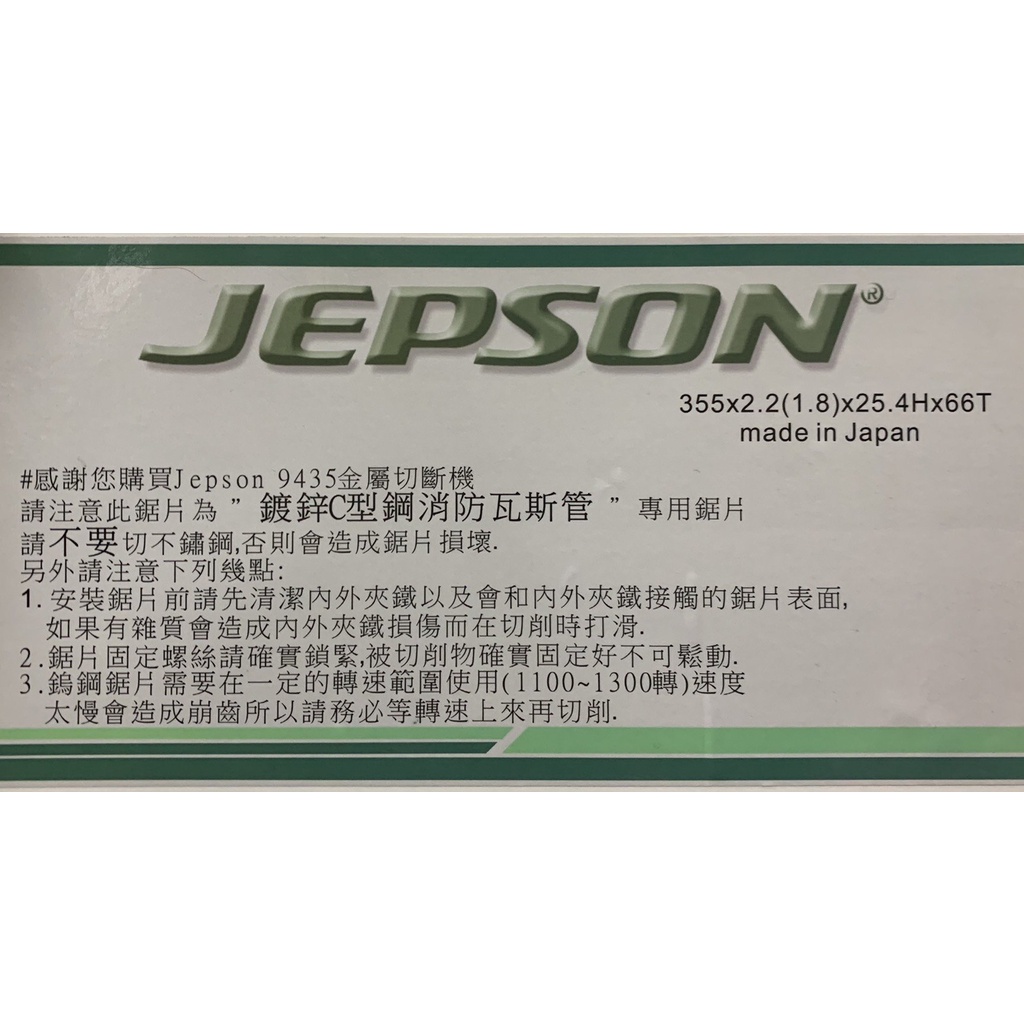 JEPSON®
355x2.2(1.8)x25.4Hx66T
made in Japan
#感謝您購買Jepson 9435金屬切斷機
請注意此鋸片為 ” 鍍鋅C型鋼消防瓦斯管 ” 專用鋸片
請不要切不鏽鋼,否則會造成鋸片損壞.
另外請注意下列幾點:
1. 安裝鋸片前請先清潔內外夾鐵以及會和內外夾鐵接觸的鋸片表面,
如果有雜質會造成內外夾鐵損傷而在切削時打滑.
2.鋸片固定螺絲請確實鎖緊,被切削物確實固定好不可鬆動.
3.鎢鋼鋸片需要在一定的轉速範圍使用(1100~1300轉)速度
太慢會造成崩齒所以請務必等轉速上來再切削.